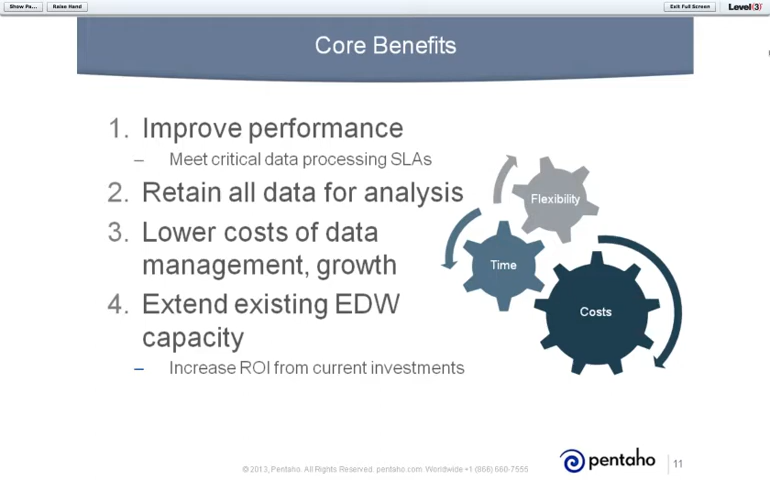 Show Pa... Raise Hand Exit Full Screen Level(3)
Core Benefits
1. Improve performance
– Meet critical data processing SLAs
2. Retain all data for analysis
3. Lower costs of data
management, growth
4. Extend existing EDW
capacity
– Increase ROI from current investments
Flexibility
Time
Costs
© 2013, Pentaho. All Rights Reserved. pentaho.com. Worldwide +1 (866) 660-7555
pentaho
11